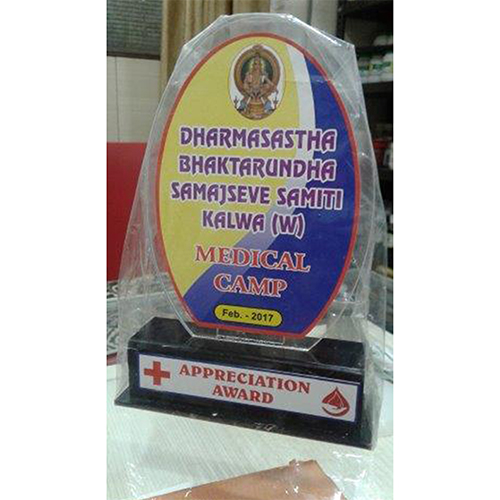 DHARMASASTHA
BHAKTARUNDHA
SAMAJSEVE SAMITI
KALWA (W)
MEDICAL
CAMP
Feb. - 2017
APPRECIATION
AWARD